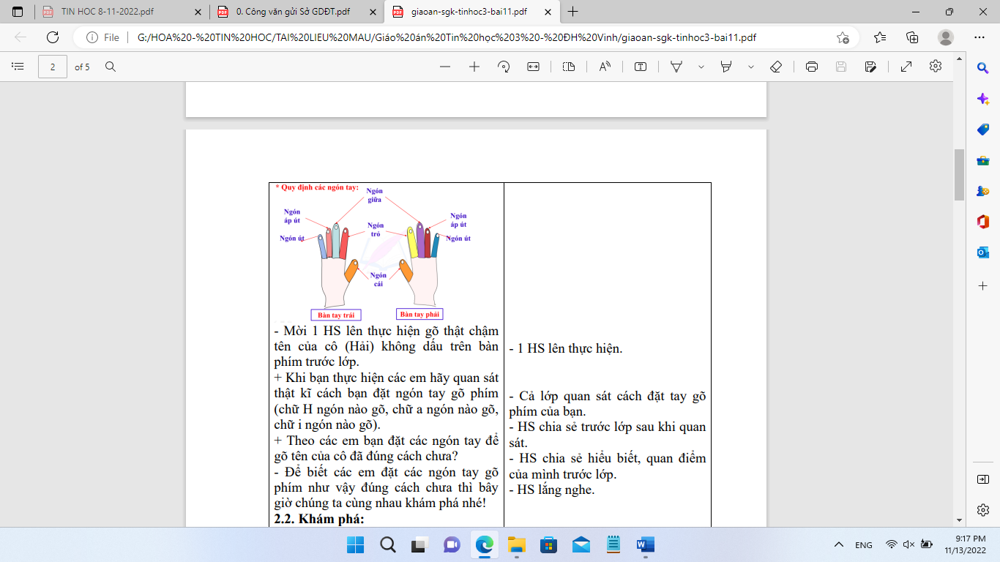 TIN HOC 8-11-2022.pdf
0. Công văn gửi Sở GDĐT.pdf
giaoan-sgk-tinhoc3-bai11.pdf
File
G:/HOA%20-%20TIN%20HOC/TAI%20LIEU%20MAU/Giáo%20án%20Tin%20học%203%20-%20ĐH%20Vinh/giaoan-sgk-tinhoc3-bai11.pdf
2
of 5
* Quy định các ngón tay:
Ngón
giữa
Ngón
áp út
Ngón
áp út
Ngón
trỏ
Ngón út
Ngón út
Ngón
cái
Bàn tay trái
Bàn tay phải
- Mời 1 HS lên thực hiện gõ thật chậm
tên của cô (Hải) không dấu trên bàn
phím trước lớp.
+ Khi bạn thực hiện các em hãy quan sát
thật kĩ cách bạn đặt ngón tay gõ phím
(chữ H ngón nào gõ, chữ a ngón nào gõ,
chữ i ngón nào gõ).
+ Theo các em bạn đặt các ngón tay để
gõ tên của cô đã đúng cách chưa?
- Để biết các em đặt các ngón tay gõ
phím như vậy đúng cách chưa thì bây
giờ chúng ta cùng nhau khám phá nhé!
2.2. Khám phá:
- 1 HS lên thực hiện.
- Cả lớp quan sát cách đặt tay gõ
phím của bạn.
- HS chia sẻ trước lớp sau khi quan
sát.
- HS chia sẻ hiểu biết, quan điểm
của mình trước lớp.
- HS lắng nghe.
ENG
9:17 PM
11/13/2022